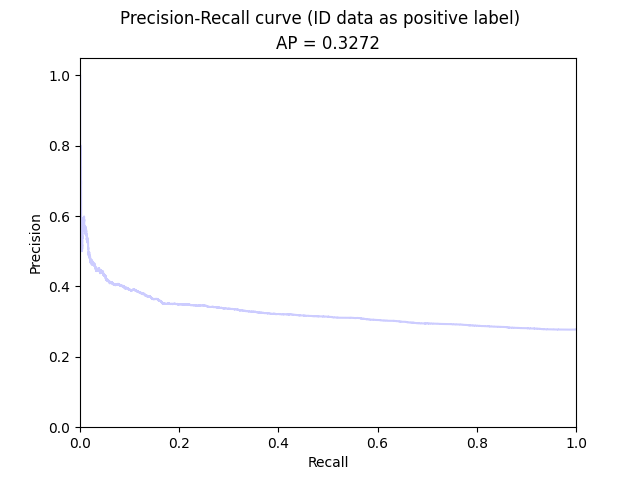 Precision-Recall curve (ID data as positive label)
AP = 0.3272
1.0
0.8
0.6
0.4
0.2
0.0
Precision
0.0 0.2 0.4 0.6 0.8 1.0
Recall